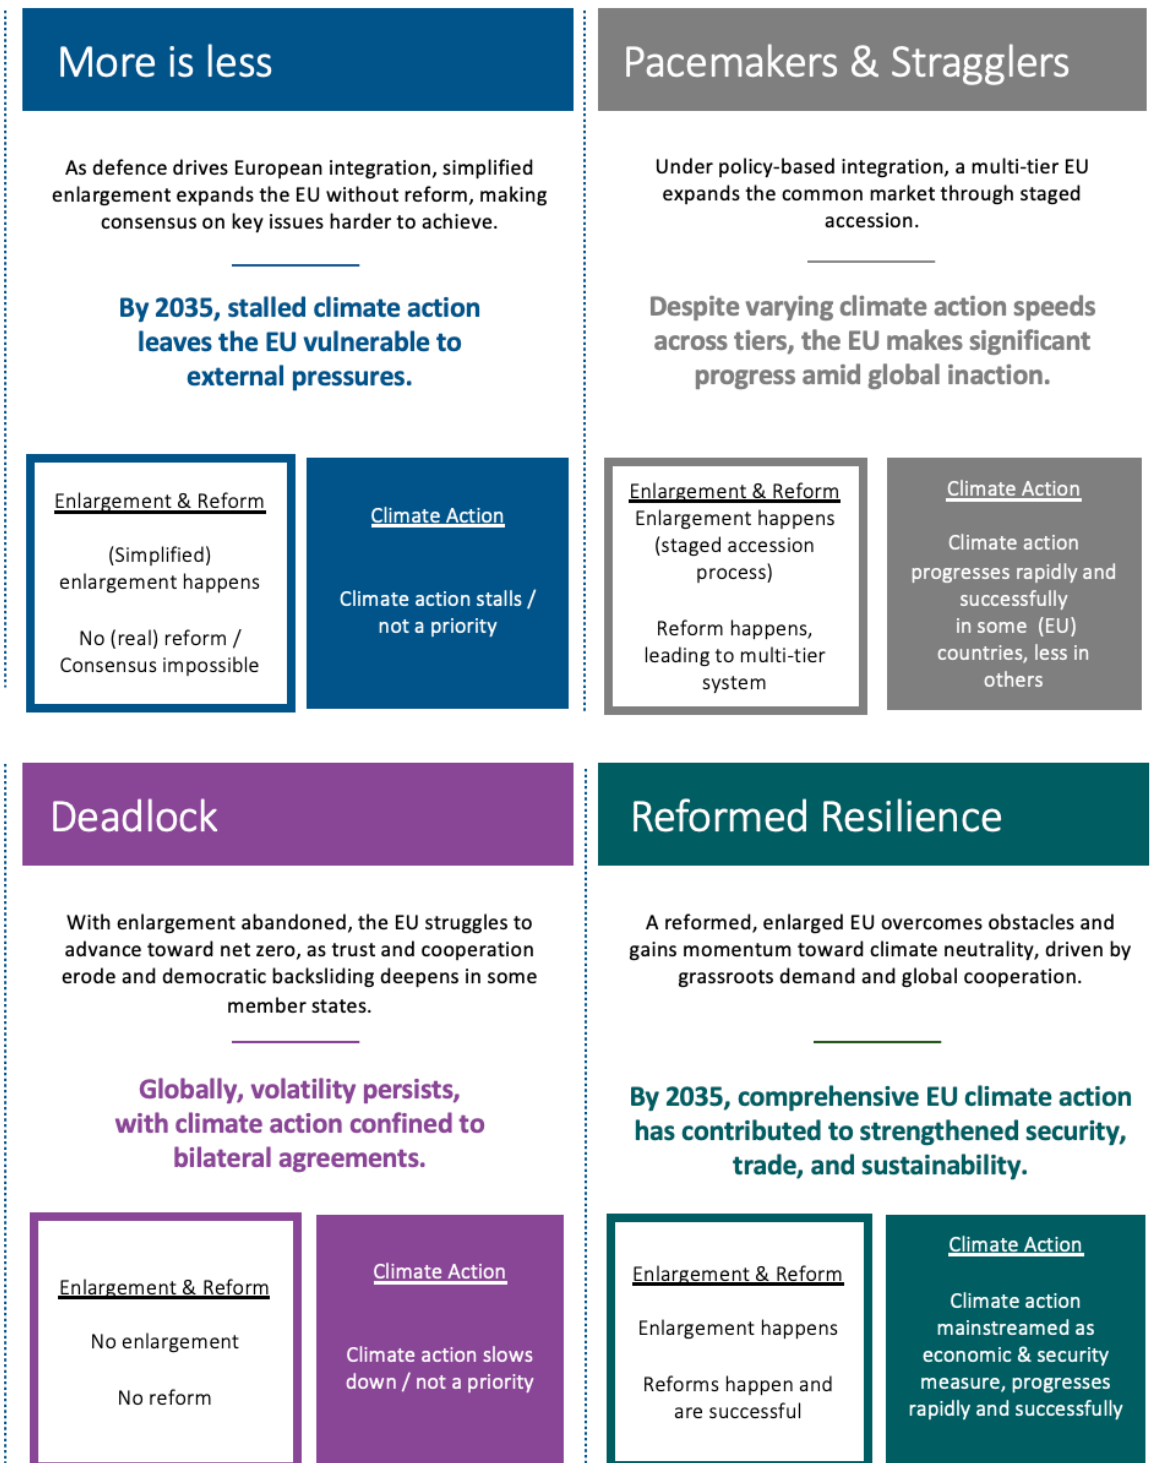 More is less
As defence drives European integration, simplified
enlargement expands the EU without reform, making
consensus on key issues harder to achieve.
By 2035, stalled climate action
leaves the EU vulnerable to
external pressures.
Enlargement & Reform
(Simplified)
enlargement happens
No (real) reform /
Consensus impossible
Climate Action
Climate action stalls /
not a priority
Pacemakers & Stragglers
Under policy-based integration, a multi-tier EU
expands the common market through staged
accession.
Despite varying climate action speeds
across tiers, the EU makes significant
progress amid global inaction.
Enlargement & Reform
Enlargement happens
(staged accession
process)
Reform happens,
leading to multi-tier
system
Climate Action
Climate action
progresses rapidly and
successfully
in some (EU)
countries, less in
others
Deadlock
With enlargement abandoned, the EU struggles to
advance toward net zero, as trust and cooperation
erode and democratic backsliding deepens in some
member states.
Globally, volatility persists,
with climate action confined to
bilateral agreements.
Enlargement & Reform
No enlargement
No reform
Climate Action
Climate action slows
down / not a priority
Reformed Resilience
A reformed, enlarged EU overcomes obstacles and
gains momentum toward climate neutrality, driven by
grassroots demand and global cooperation.
By 2035, comprehensive EU climate action
has contributed to strengthened security,
trade, and sustainability.
Enlargement & Reform
Enlargement happens
Reforms happen and
are successful
Climate Action
Climate action
mainstreamed as
economic & security
measure, progresses
rapidly and successfully